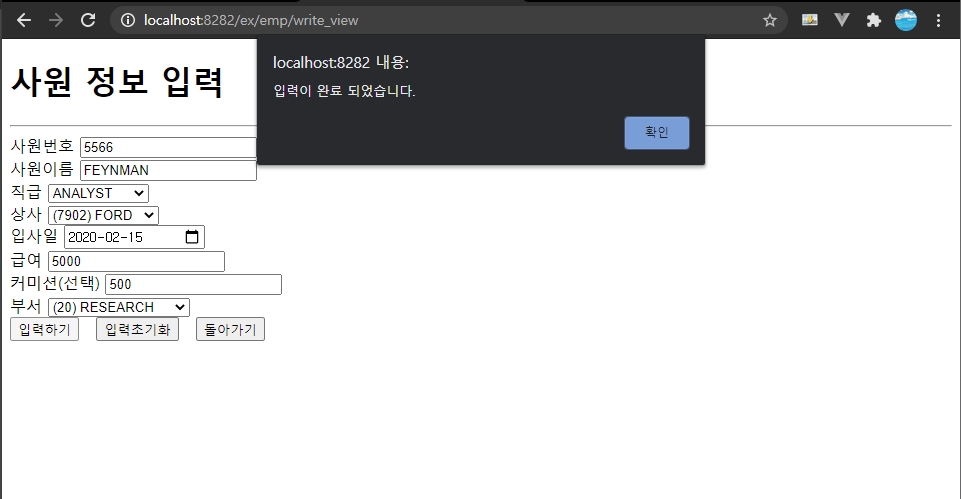 localhost:8282/ex/emp/write_view
localhost:8282 내용:
입력이 완료 되었습니다.
확인
사원 정보 입력
사원번호 5566
사원이름 FEYNMAN
직급 ANALYST
상사 (7902) FORD
입사일 2020-02-15
급여 5000
커미션(선택) 500
부서 (20) RESEARCH
입력하기 입력초기화 돌아가기